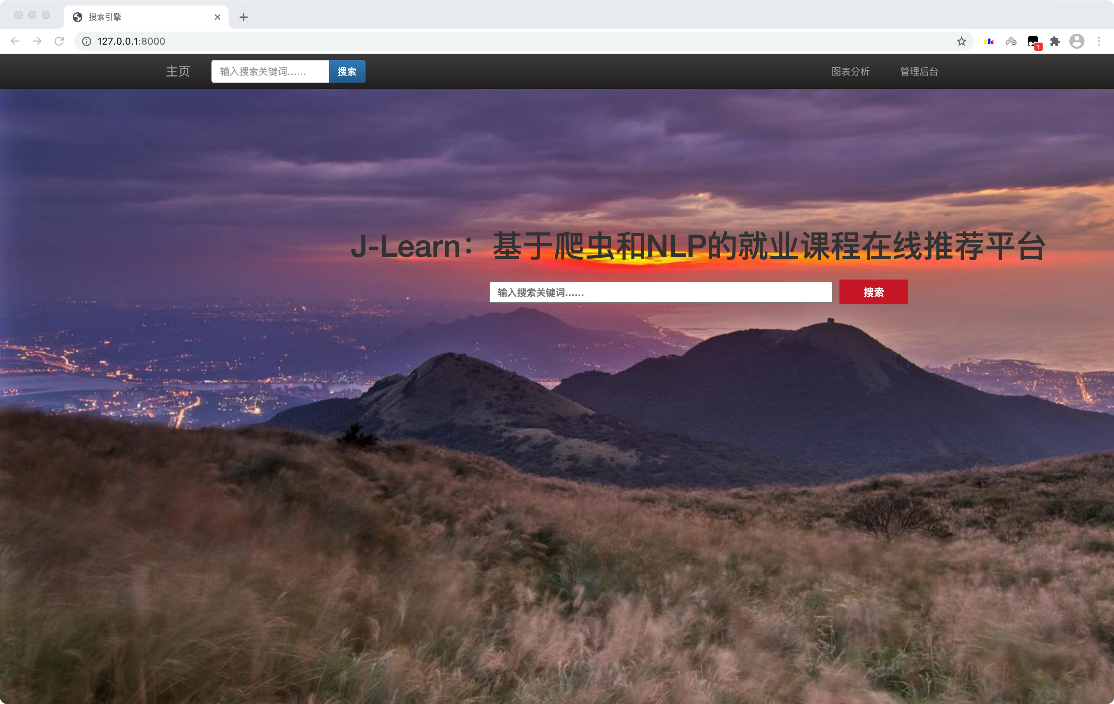 搜索引擎
127.0.0.1:8000
1
主页 输入搜索关键词...... 搜索 图表分析 管理后台
J-Learn：基于爬虫和NLP的就业课程在线推荐平台
输入搜索关键词...... 搜索